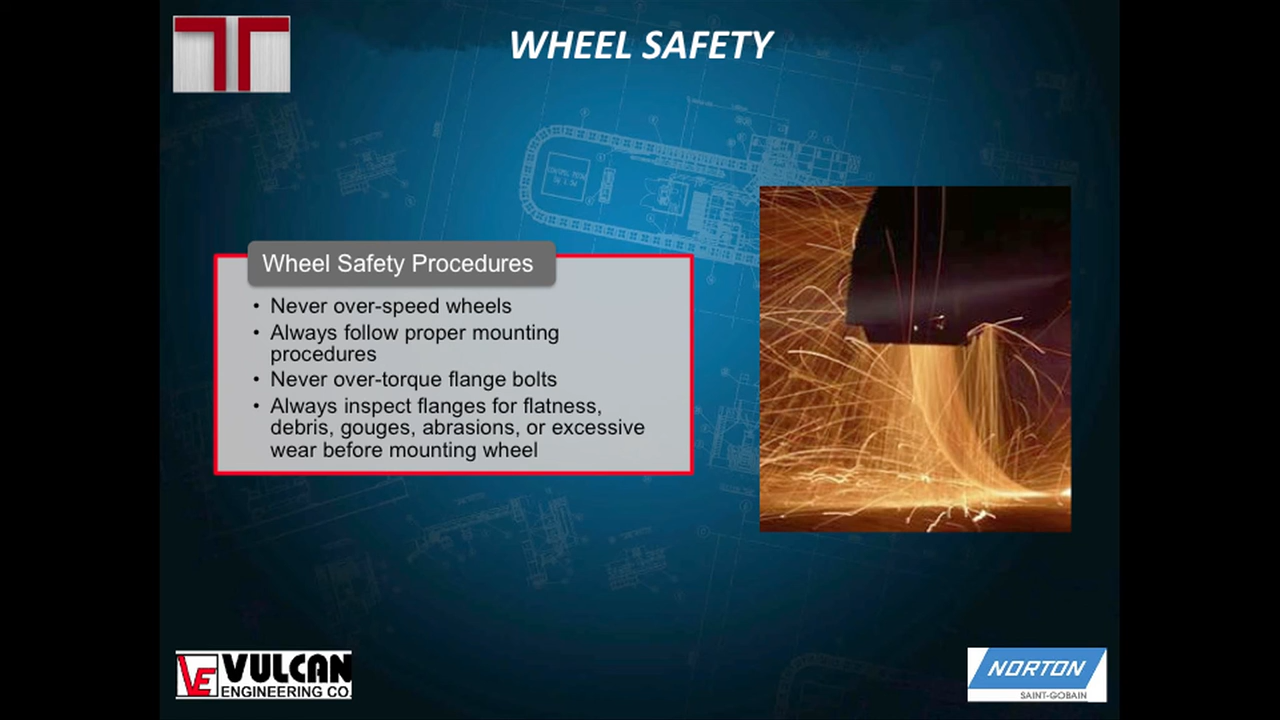 WHEEL SAFETY
Wheel Safety Procedures
• Never over-speed wheels
• Always follow proper mounting
procedures
• Never over-torque flange bolts
• Always inspect flanges for flatness,
debris, gouges, abrasions, or excessive
wear before mounting wheel
VE VULCAN
ENGINEERING CO
NORTON
SAINT-GOBAIN